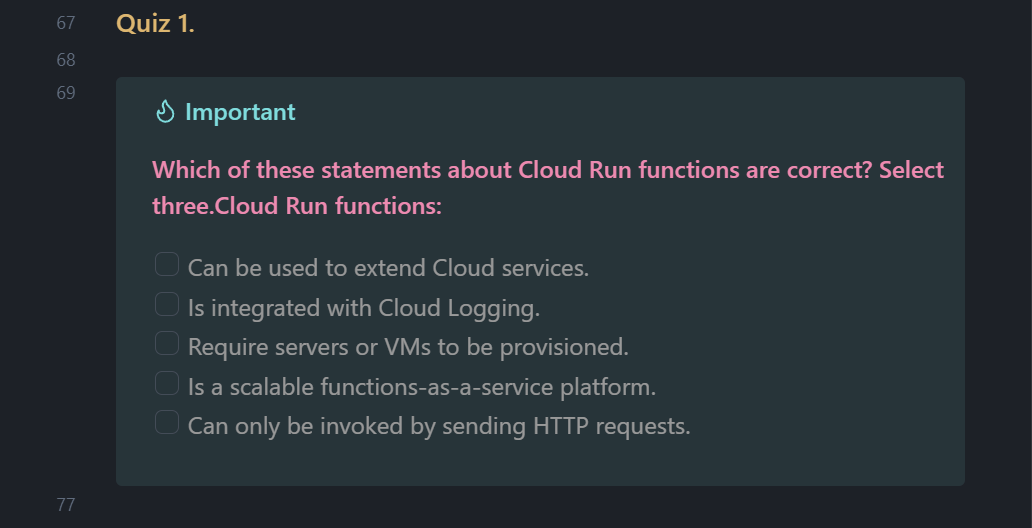 67
Quiz 1.
68
69
Important
Which of these statements about Cloud Run functions are correct? Select
three.Cloud Run functions:
Can be used to extend Cloud services.
Is integrated with Cloud Logging.
Require servers or VMs to be provisioned.
Is a scalable functions-as-a-service platform.
Can only be invoked by sending HTTP requests.
77